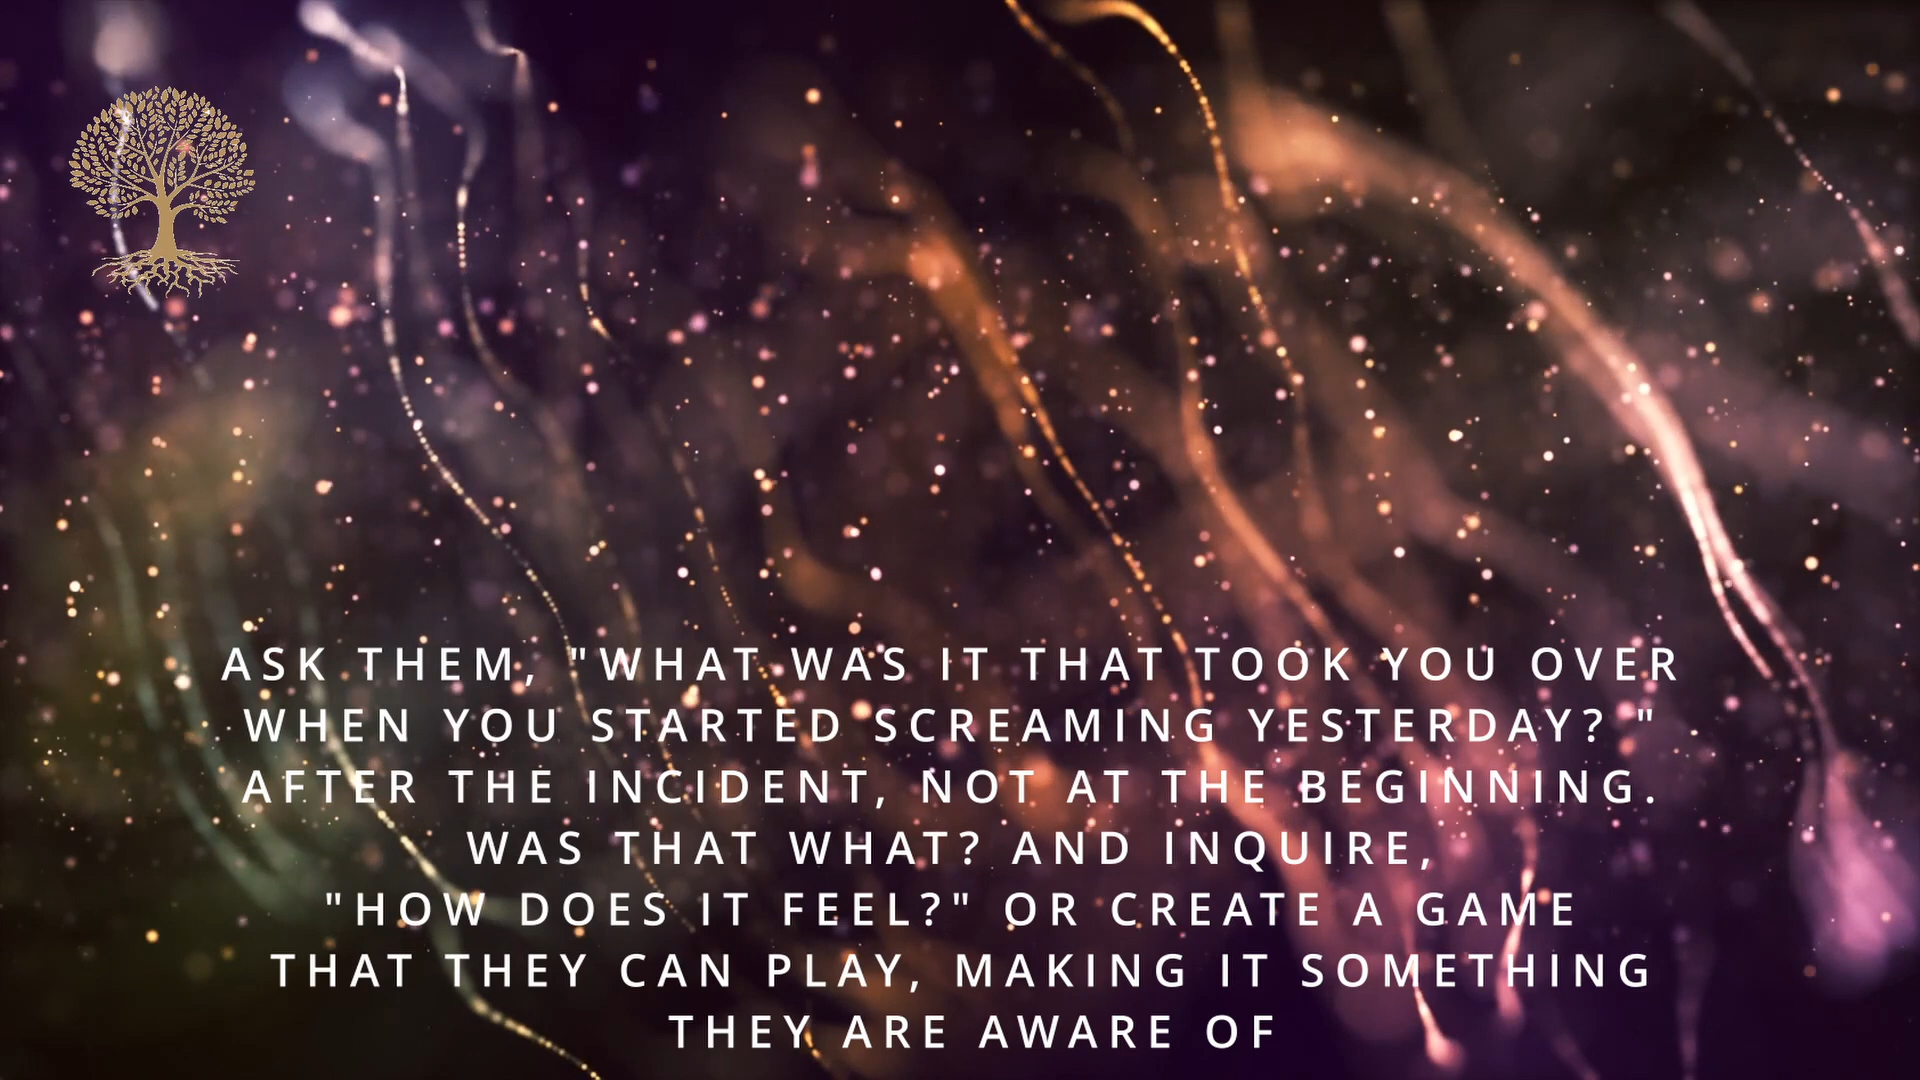 ASK THEM, "WHAT WAS IT THAT TOOK YOU OVER
WHEN YOU STARTED SCREAMING YESTERDAY? "
AFTER THE INCIDENT, NOT AT THE BEGINNING.
WAS THAT WHAT? AND INQUIRE,
"HOW DOES IT FEEL?" OR CREATE A GAME
THAT THEY CAN PLAY, MAKING IT SOMETHING
THEY ARE AWARE OF